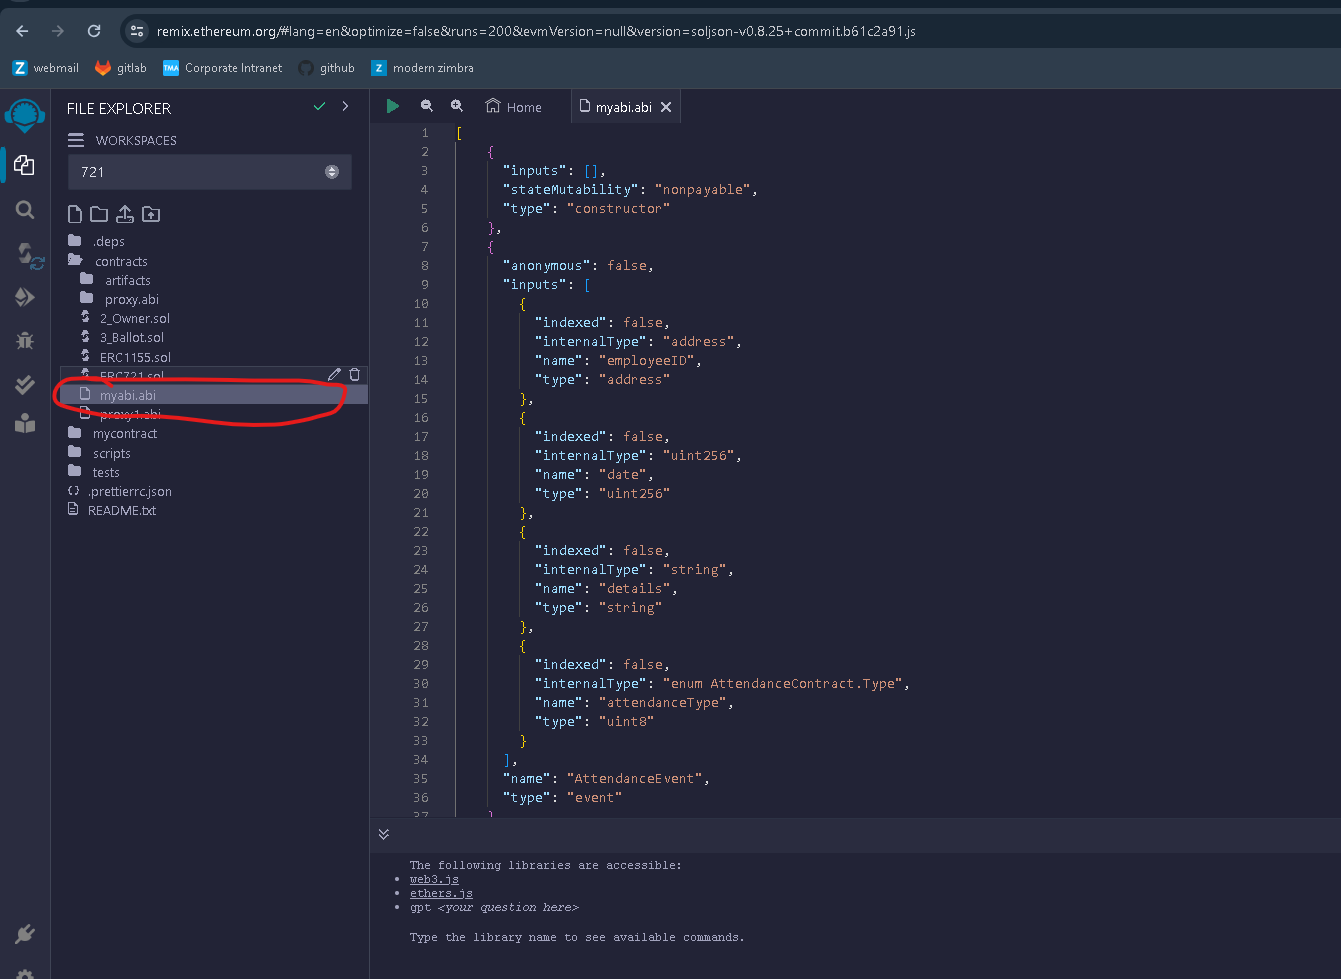 remix.ethereum.org/#lang=en&optimize=false&runs=200&evmVersion=null&version=soljson-v0.8.25+commit.b61c2a91.js
Z webmail gitlab TMA Corporate Intranet github Z modern zimbra
FILE EXPLORER
WORKSPACES
721
.deps
contracts
artifacts
proxy.abi
2_Owner.sol
3_Ballot.sol
ERC1155.sol
ERC721.sol
myabi.abi
proxy1.abi
mycontract
scripts
tests
.prettierrc.json
README.txt
Home myabi.abi
1 [
2 {
3 "inputs": [],
4 "stateMutability": "nonpayable",
5 "type": "constructor"
6 },
7 {
8 "anonymous": false,
9 "inputs": [
10 {
11 "indexed": false,
12 "internalType": "address",
13 "name": "employeeID",
14 "type": "address"
15 },
16 {
17 "indexed": false,
18 "internalType": "uint256",
19 "name": "date",
20 "type": "uint256"
21 },
22 {
23 "indexed": false,
24 "internalType": "string",
25 "name": "details",
26 "type": "string"
27 },
28 {
29 "indexed": false,
30 "internalType": "enum AttendanceContract.Type",
31 "name": "attendanceType",
32 "type": "uint8"
33 }
34 ],
35 "name": "AttendanceEvent",
36 "type": "event"
37 }
The following libraries are accessible:
• web3.js
• ethers.js
• gpt <your question here>
Type the library name to see available commands.